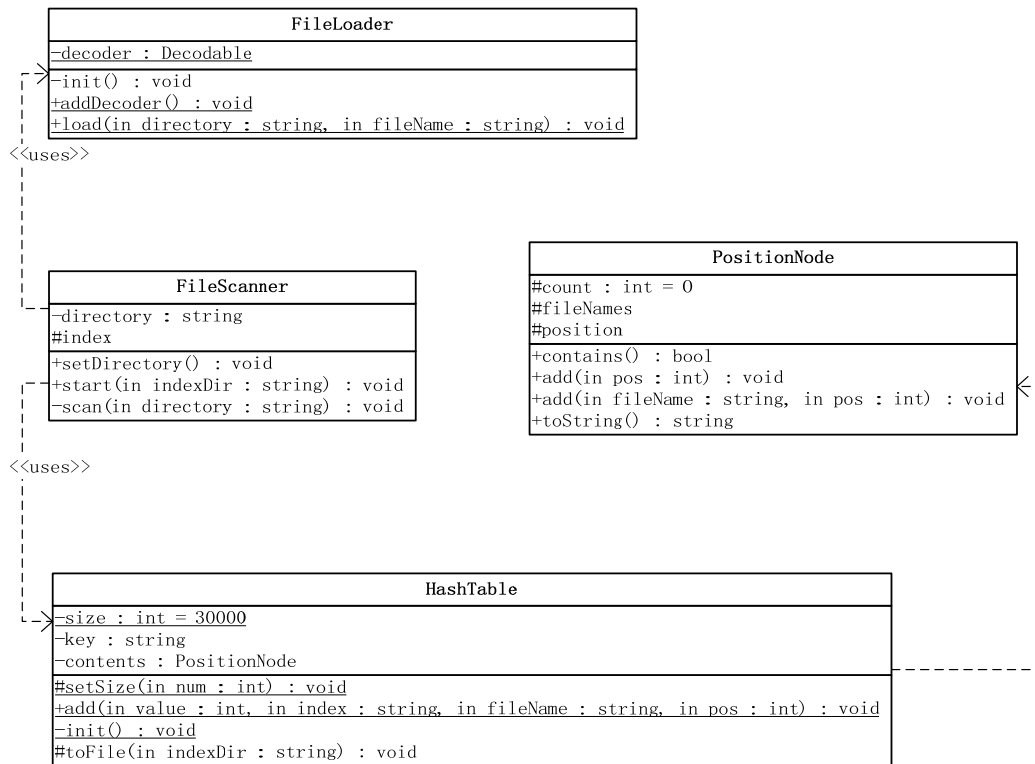 FileLoader
-decoder : Decodable
-init() : void
+addDecoder() : void
+load(in directory : string, in fileName : string) : void
<<uses>>
FileScanner
-directory : string
#index
+setDirectory() : void
+start(in indexDir : string) : void
-scan(in directory : string) : void
PositionNode
#count : int = 0
#fileNames
#position
+contains() : bool
+add(in pos : int) : void
+add(in fileName : string, in pos : int) : void
+toString() : string
<<uses>>
HashTable
-size : int = 30000
-key : string
-contents : PositionNode
#setSize(in num : int) : void
+add(in value : int, in index : string, in fileName : string, in pos : int) : void
-init() : void
#toFile(in indexDir : string) : void